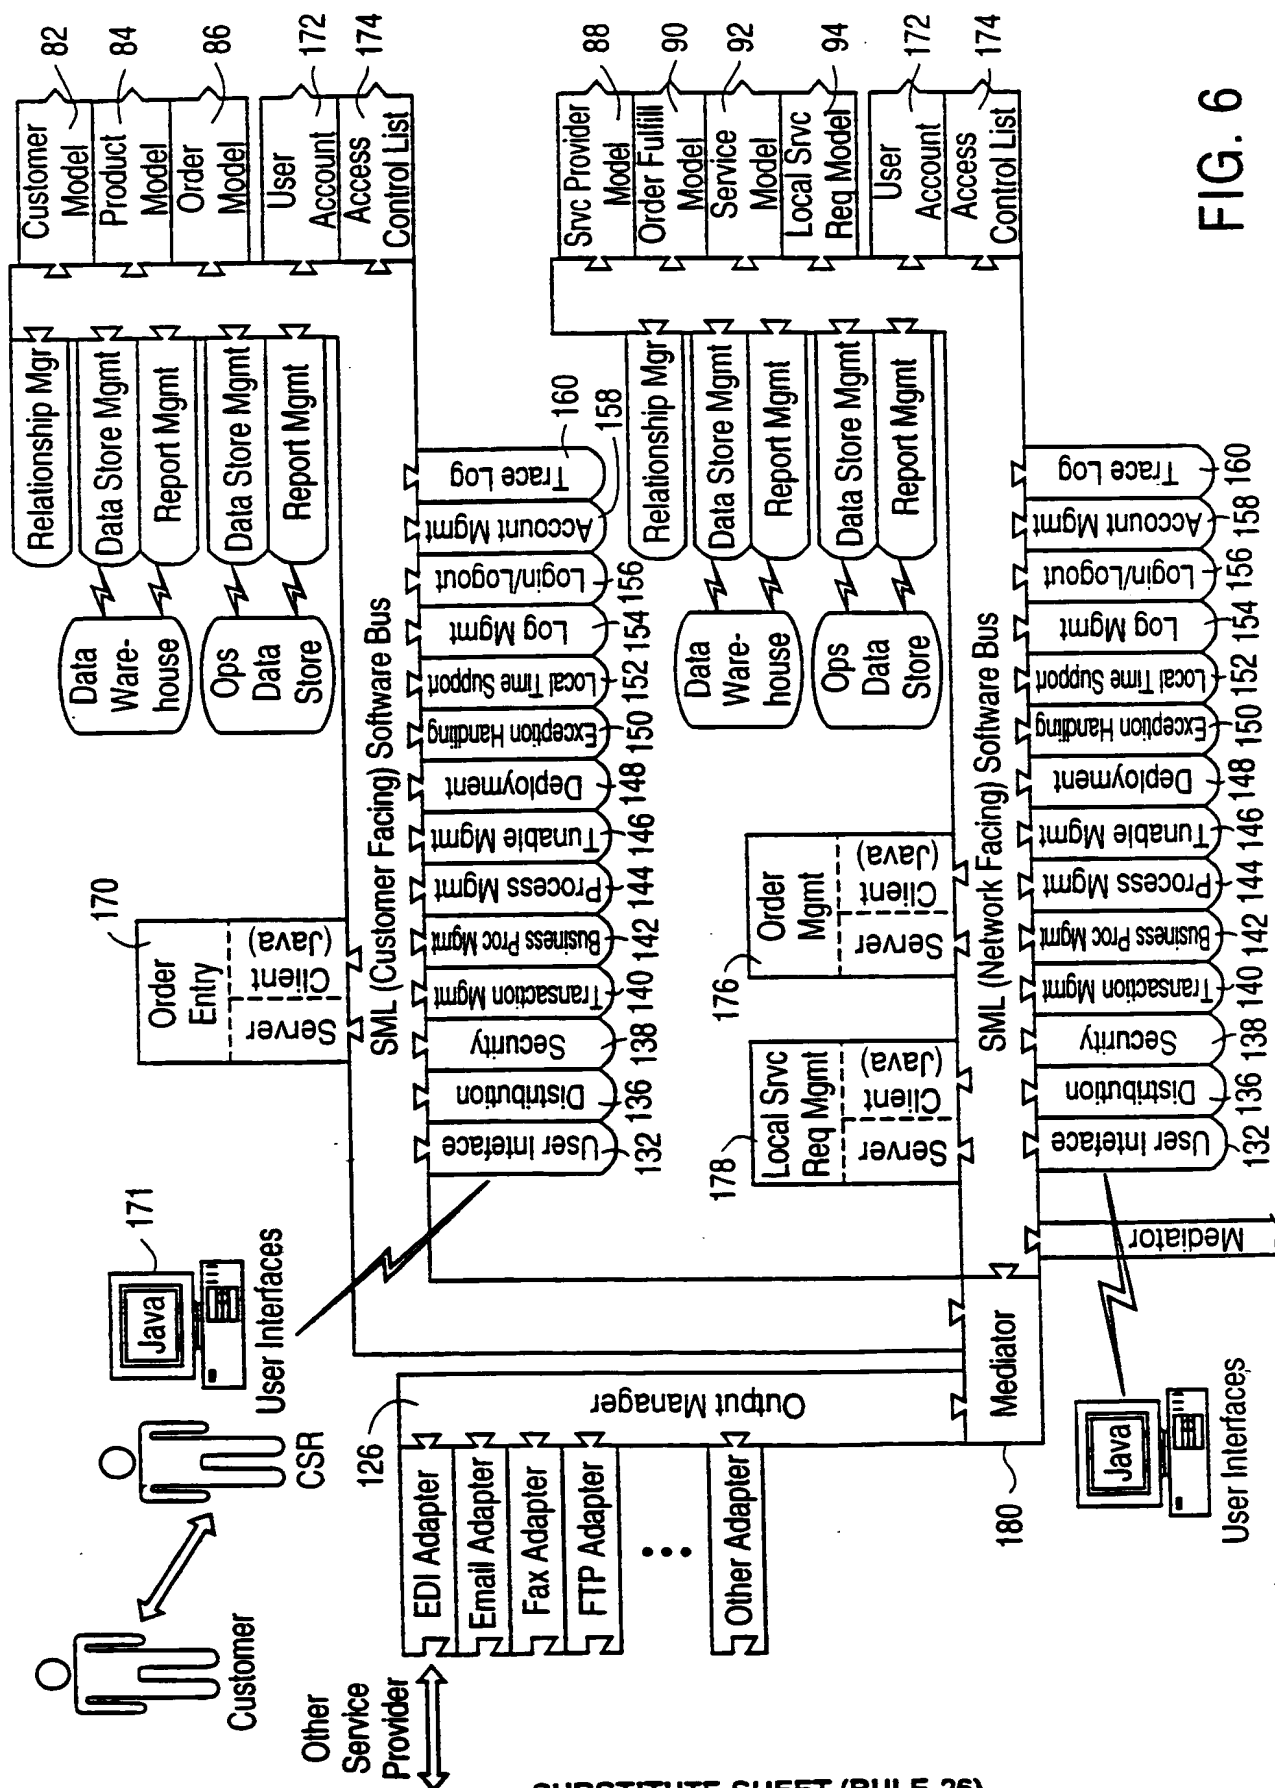 Customer
CSR
User Interfaces
Java
171
Order
Entry
Server
Client
(Java)
170
Data
Ware-
house
Ops
Data
Store
Relationship Mgr
Data Store Mgmt
Report Mgmt
Data Store Mgmt
Report Mgmt
Customer
Model
82
Product
Model
84
Order
Model
86
User
Account
172
Access
Control List
174
SML (Customer Facing) Software Bus
User Inteface
132
Distribution
136
Security
138
Transaction Mgmt
140
Business Proc Mgmt
142
Process Mgmt
144
Tunable Mgmt
146
Deployment
148
Exception Handling
150
Local Time Support
152
Log Mgmt
154
Login/Logout
156
Account Mgmt
158
Trace Log
160
Other
Service
Provider
EDI Adapter
Email Adapter
Fax Adapter
FTP Adapter
Other Adapter
126
Output Manager
Mediator
180
Local Srvc
Req Mgmt
Server
Client
(Java)
178
Order
Mgmt
Server
Client
(Java)
176
Data
Ware-
house
Ops
Data
Store
Relationship Mgr
Data Store Mgmt
Report Mgmt
Data Store Mgmt
Report Mgmt
Srvc Provider
Model
88
Order Fulfill
Model
90
Service
Model
92
Local Srvc
Req Model
94
User
Account
172
Access
Control List
174
SML (Network Facing) Software Bus
Mediator
User Inteface
132
Distribution
136
Security
138
Transaction Mgmt
140
Business Proc Mgmt
142
Process Mgmt
144
Tunable Mgmt
146
Deployment
148
Exception Handling
150
Local Time Support
152
Log Mgmt
154
Login/Logout
156
Account Mgmt
158
Trace Log
160
Java
User Interfaces
FIG. 6
SUBSTITUTE SHEET (RULE 26)